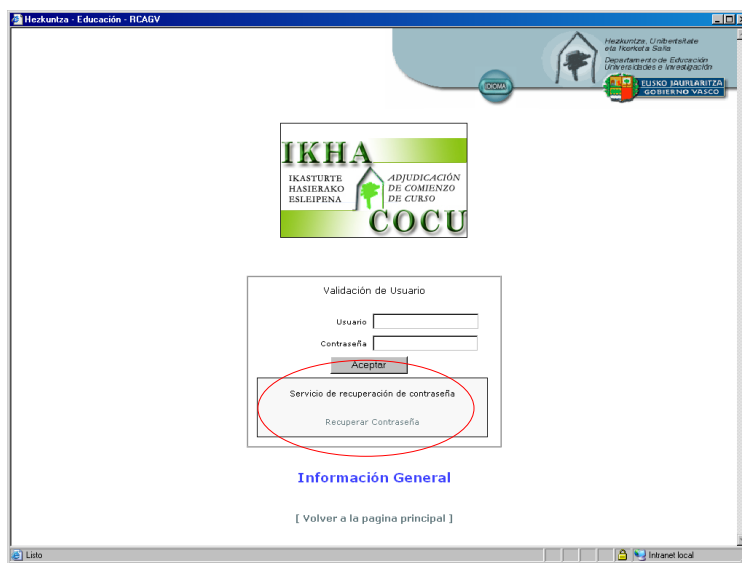 Hezkuntza - Educación - RCAGV
Hezkuntza, Unibertsitate
eta Ikerketa Saila
Departamento de Educación
Universidades e Investigación
EUSKO JAURLARITZA
GOBIERNO VASCO
IDIOMA
IKHA
IKASTURTE
HASIERAKO
ESLEIPENA
ADJUDICACIÓN
DE COMIENZO
DE CURSO
COCU
Validación de Usuario
Usuario
Contraseña
Aceptar
Servicio de recuperación de contraseña
Recuperar Contraseña
Información General
[ Volver a la pagina principal ]
Listo
Intranet local